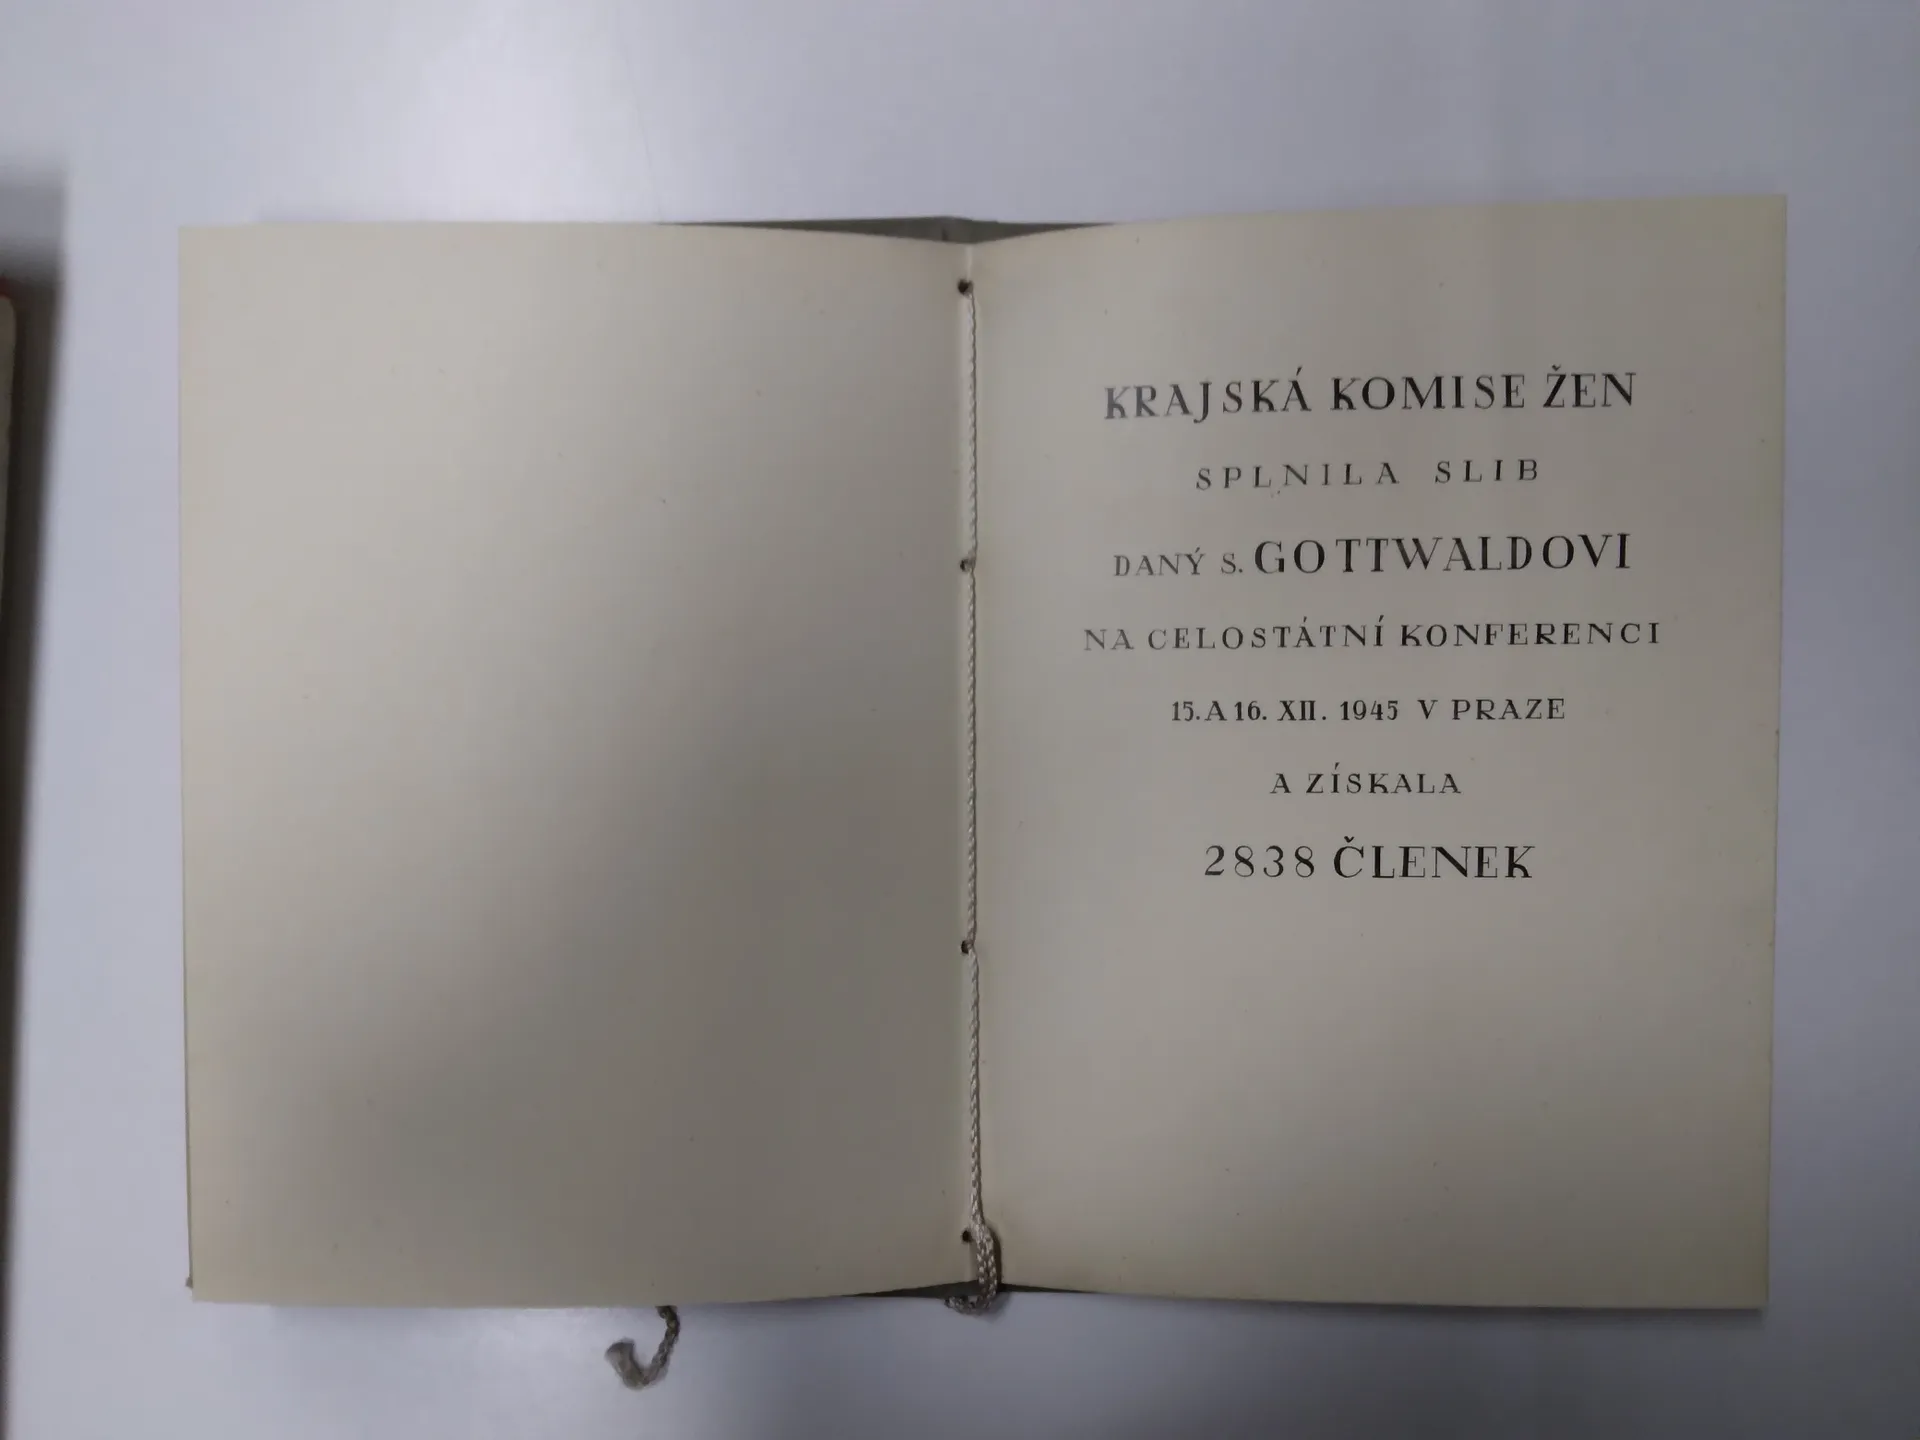 KRAJSKÁ KOMISE ŽEN
SPLNILA SLIB
DANÝ S. GOTTWALDOVI
NA CELOSTÁTNÍ KONFERENCI
15. A 16. XII. 1945 V PRAZE
A ZÍSKALA
2838 ČLENEK